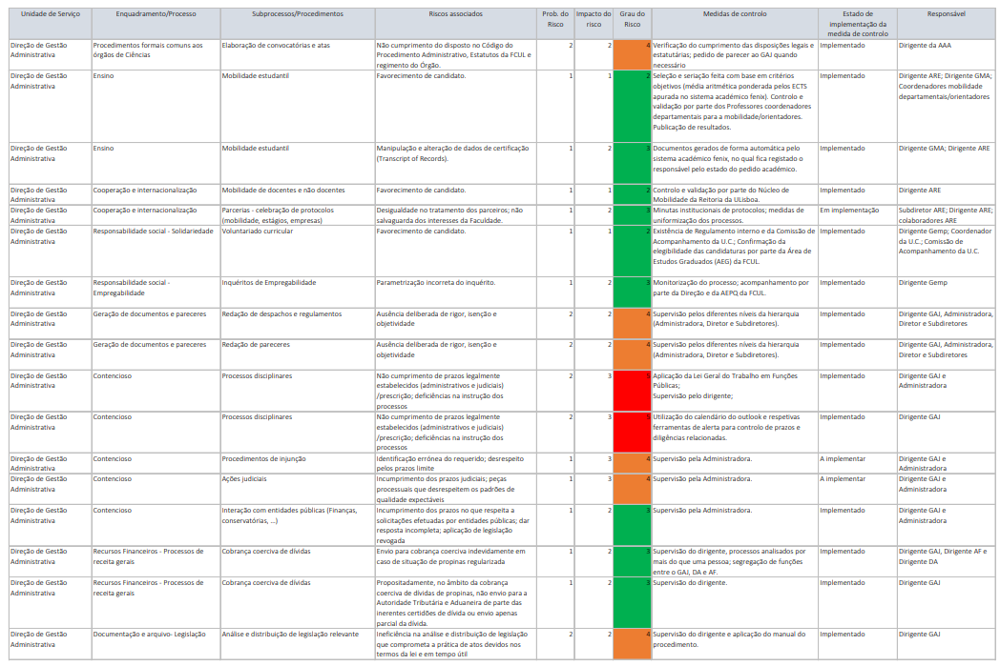 Unidade de Serviço Enquadramento/Processo Subprocessos/Procedimentos Riscos associados Prob. do Risco Impacto do risco Grau do Risco Medidas de controlo Estado de implementação da medida de controlo Responsável
Direção de Gestão Administrativa Procedimentos formais comuns aos órgãos de Ciências Elaboração de convocatórias e atas Não cumprimento do disposto no Código do Procedimento Administrativo, Estatutos da FCUL e regimento do Órgão. 2 2 4 Verificação do cumprimento das disposições legais e estatutárias; pedido de parecer ao GAJ quando necessário Implementado Dirigente da AAA
Direção de Gestão Administrativa Ensino Mobilidade estudantil Favorecimento de candidato. 1 1 2 Seleção e seriação feita com base em critérios objetivos (média aritmética ponderada pelos ECTS apurada no sistema académico fenix). Controlo e validação por parte dos Professores coordenadores departamentais para a mobilidade/orientadores. Publicação de resultados. Implementado Dirigente ARE; Dirigente GMA; Coordenadores mobilidade departamentais/orientadores
Direção de Gestão Administrativa Ensino Mobilidade estudantil Manipulação e alteração de dados de certificação (Transcript of Records). 1 2 3 Documentos gerados de forma automática pelo sistema académico fenix, no qual fica registado o responsável pelo estado do pedido académico. Implementado Dirigente GMA; Dirigente ARE
Direção de Gestão Administrativa Cooperação e internacionalização Mobilidade de docentes e não docentes Favorecimento de candidato. 1 1 2 Controlo e validação por parte do Núcleo de Mobilidade da Reitoria da ULisboa. Implementado Dirigente ARE
Direção de Gestão Administrativa Cooperação e internacionalização Parcerias - celebração de protocolos (mobilidade, estágios, empresas) Desigualdade no tratamento dos parceiros; não salvaguarda dos interesses da Faculdade. 1 2 3 Minutas institucionais de protocolos; medidas de uniformização dos processos. Em implementação Subdiretor ARE; Dirigente ARE; colaboradores ARE
Direção de Gestão Administrativa Responsabilidade social - Solidariedade Voluntariado curricular Favorecimento de candidato. 1 1 2 Existência de Regulamento interno e da Comissão de Acompanhamento da U.C.; Confirmação da elegibilidade das candidaturas por parte da Área de Estudos Graduados (AEG) da FCUL. Implementado Dirigente Gemp; Coordenador da U.C.; Comissão de Acompanhamento da U.C.
Direção de Gestão Administrativa Responsabilidade social - Empregabilidade Inquéritos de Empregabilidade Parametrização incorreta do inquérito. 1 2 3 Monitorização do processo; acompanhamento por parte da Direção e da AEPQ da FCUL. Implementado Dirigente Gemp
Direção de Gestão Administrativa Geração de documentos e pareceres Redação de despachos e regulamentos Ausência deliberada de rigor, isenção e objetividade 2 2 4 Supervisão pelos diferentes níveis da hierarquia (Administradora, Diretor e Subdiretores). Implementado Dirigente GAJ, Administradora, Diretor e Subdiretores
Direção de Gestão Administrativa Geração de documentos e pareceres Redação de pareceres Ausência deliberada de rigor, isenção e objetividade 2 2 4 Supervisão pelos diferentes níveis da hierarquia (Administradora, Diretor e Subdiretores). Implementado Dirigente GAJ, Administradora, Diretor e Subdiretores
Direção de Gestão Administrativa Contencioso Processos disciplinares Não cumprimento de prazos legalmente estabelecidos (administrativos e judiciais) /prescrição; deficiências na instrução dos processos 2 3 5 Aplicação da Lei Geral do Trabalho em Funções Públicas; Supervisão pelo dirigente; Implementado Dirigente GAJ e Administradora
Direção de Gestão Administrativa Contencioso Processos disciplinares Não cumprimento de prazos legalmente estabelecidos (administrativos e judiciais) /prescrição; deficiências na instrução dos processos 2 3 5 Utilização do calendário do outlook e respetivas ferramentas de alerta para controlo de prazos e diligências relacionadas. Implementado Dirigente GAJ
Direção de Gestão Administrativa Contencioso Procedimentos de injunção Identificação errónea do requerido; desrespeito pelos prazos limite 1 3 4 Supervisão pela Administradora. A implementar Dirigente GAJ e Administradora
Direção de Gestão Administrativa Contencioso Ações judiciais Incumprimento dos prazos judiciais; peças processuais que desrespeitem os padrões de qualidade expectáveis 1 3 4 Supervisão pela Administradora. A implementar Dirigente GAJ e Administradora
Direção de Gestão Administrativa Contencioso Interação com entidades públicas (Finanças, conservatórias, ...) Incumprimento dos prazos no que respeita a solicitações efetuadas por entidades públicas; dar resposta incompleta; aplicação de legislação revogada 1 2 3 Supervisão pela Administradora. Implementado Dirigente GAJ e Administradora
Direção de Gestão Administrativa Recursos Financeiros - Processos de receita gerais Cobrança coerciva de dívidas Envio para cobrança coerciva indevidamente em caso de situação de propinas regularizada 1 2 3 Supervisão do dirigente, processos analisados por mais do que uma pessoa; segregação de funções entre o GAJ, DA e AF. Implementado Dirigente GAJ, Dirigente AF e Dirigente DA
Direção de Gestão Administrativa Recursos Financeiros - Processos de receita gerais Cobrança coerciva de dívidas Propositadamente, no âmbito da cobrança coerciva de dívidas de propinas, não envio para a Autoridade Tributária e Aduaneira de parte das inerentes certidões de dívida ou envio apenas parcial da dívida. 1 2 3 Supervisão do dirigente. Implementado Dirigente GAJ
Direção de Gestão Administrativa Documentação e arquivo- Legislação Análise e distribuição de legislação relevante Ineficiência na análise e distribuição de legislação que comprometa a prática de atos devidos nos termos da lei e em tempo útil 2 2 4 Supervisão do dirigente e aplicação do manual do procedimento. Implementado Dirigente GAJ